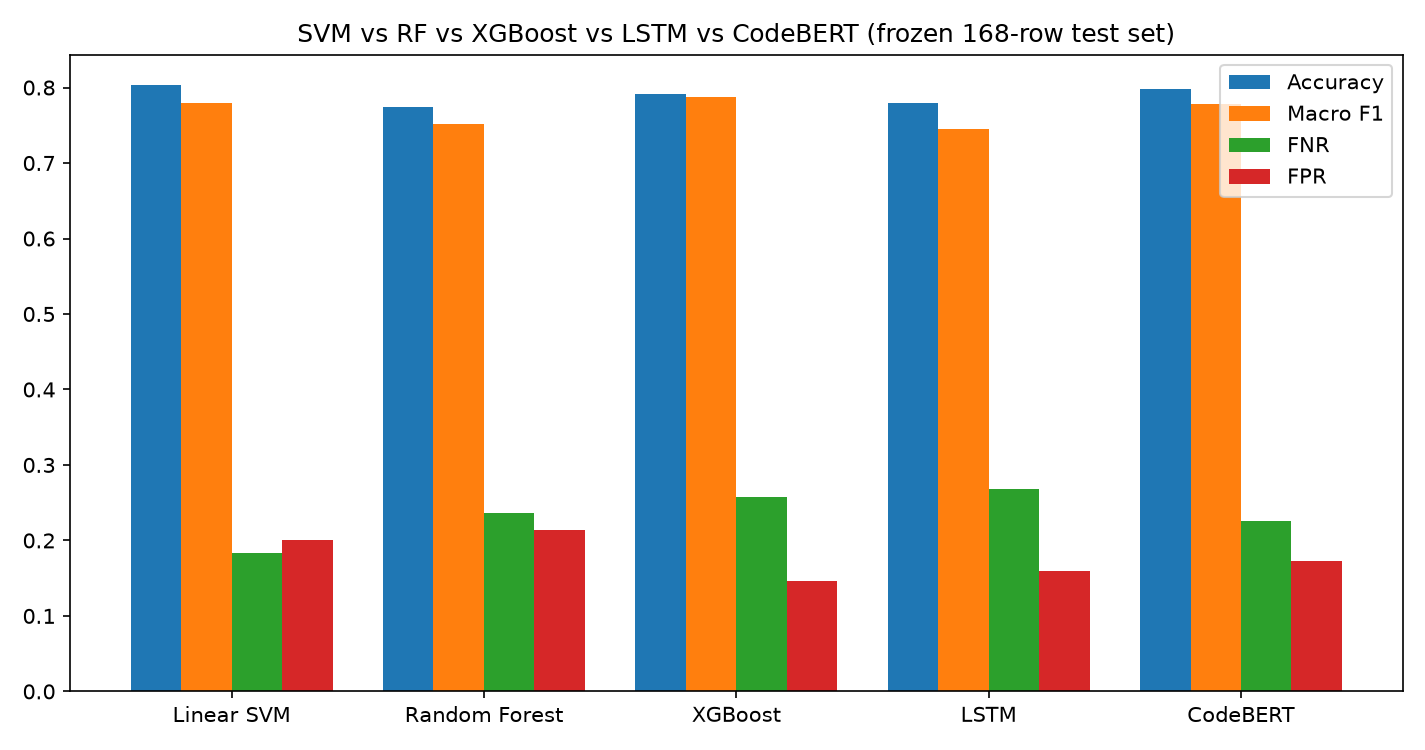 SVM vs RF vs XGBoost vs LSTM vs CodeBERT (frozen 168-row test set)
Accuracy
Macro F1
FNR
FPR
0.8
0.7
0.6
0.5
0.4
0.3
0.2
0.1
0.0
Linear SVM
Random Forest
XGBoost
LSTM
CodeBERT